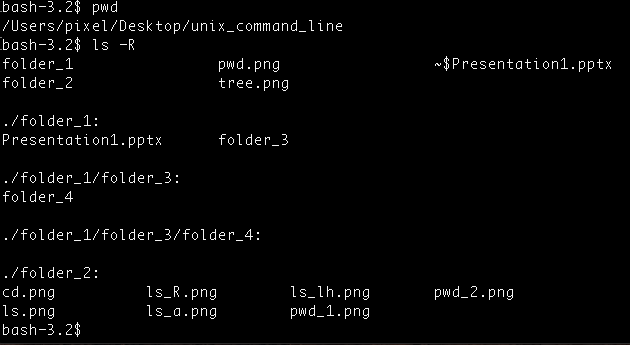 bash-3.2$ pwd
/Users/pixel/Desktop/unix_command_line
bash-3.2$ ls -R
folder_1 pwd.png ~$Presentation1.pptx
folder_2 tree.png
./folder_1:
Presentation1.pptx folder_3
./folder_1/folder_3:
folder_4
./folder_1/folder_3/folder_4:
./folder_2:
cd.png ls_R.png ls_lh.png pwd_2.png
ls.png ls_a.png pwd_1.png
bash-3.2$